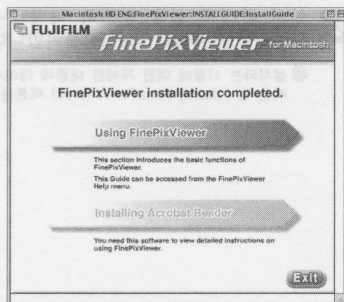 Macintosh HD ENG:FinePixViewer:INSTALLGUIDE:InstallGuide
FUJIFILM
FinePixViewer for Macintosh
FinePixViewer installation completed.
Using FinePixViewer
This section introduces the basic functions of
FinePixViewer.
This Guide can be accessed from the FinePixViewer
Help menu.
Installing Acrobat Reader
You need this software to view detailed instructions on
using FinePixViewer.
Exit